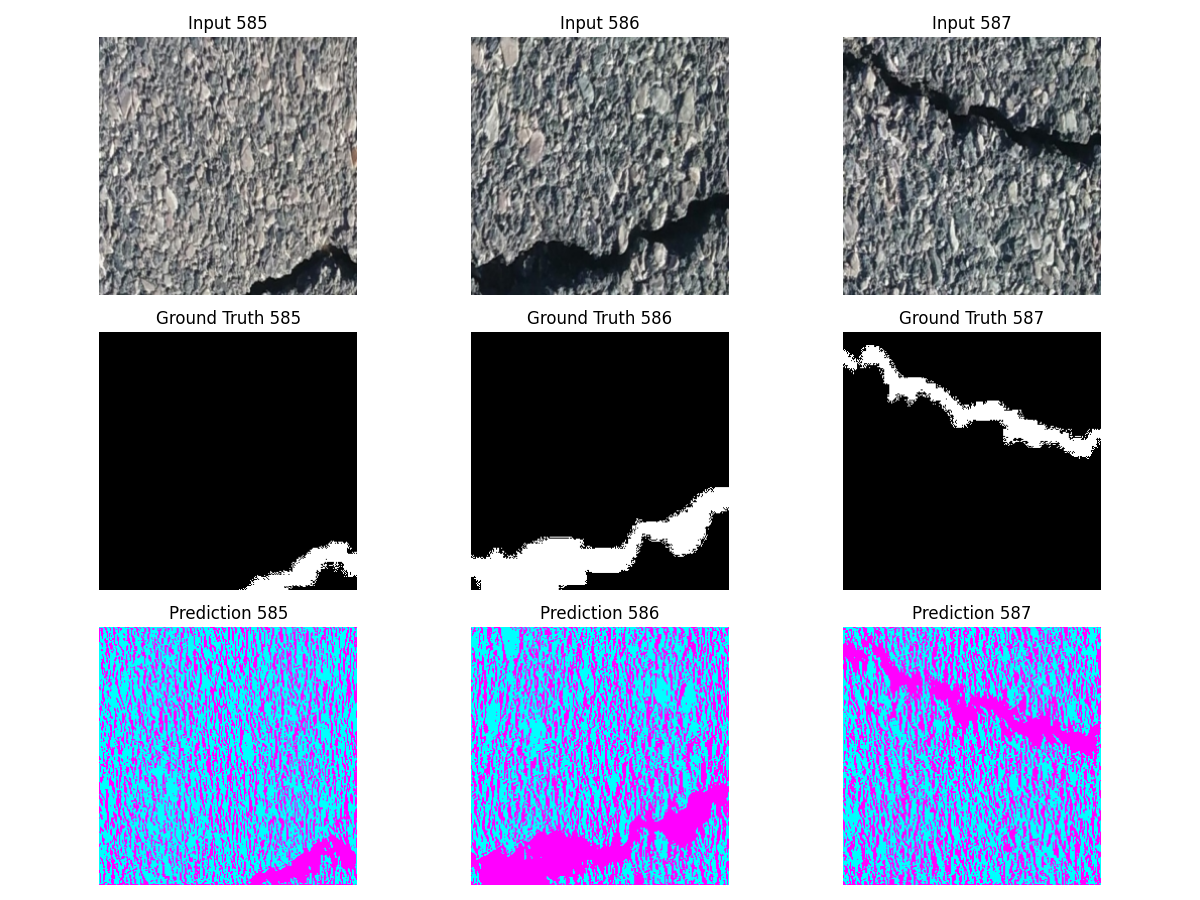 Input 585
Input 586
Input 587
Ground Truth 585
Ground Truth 586
Ground Truth 587
Prediction 585
Prediction 586
Prediction 587